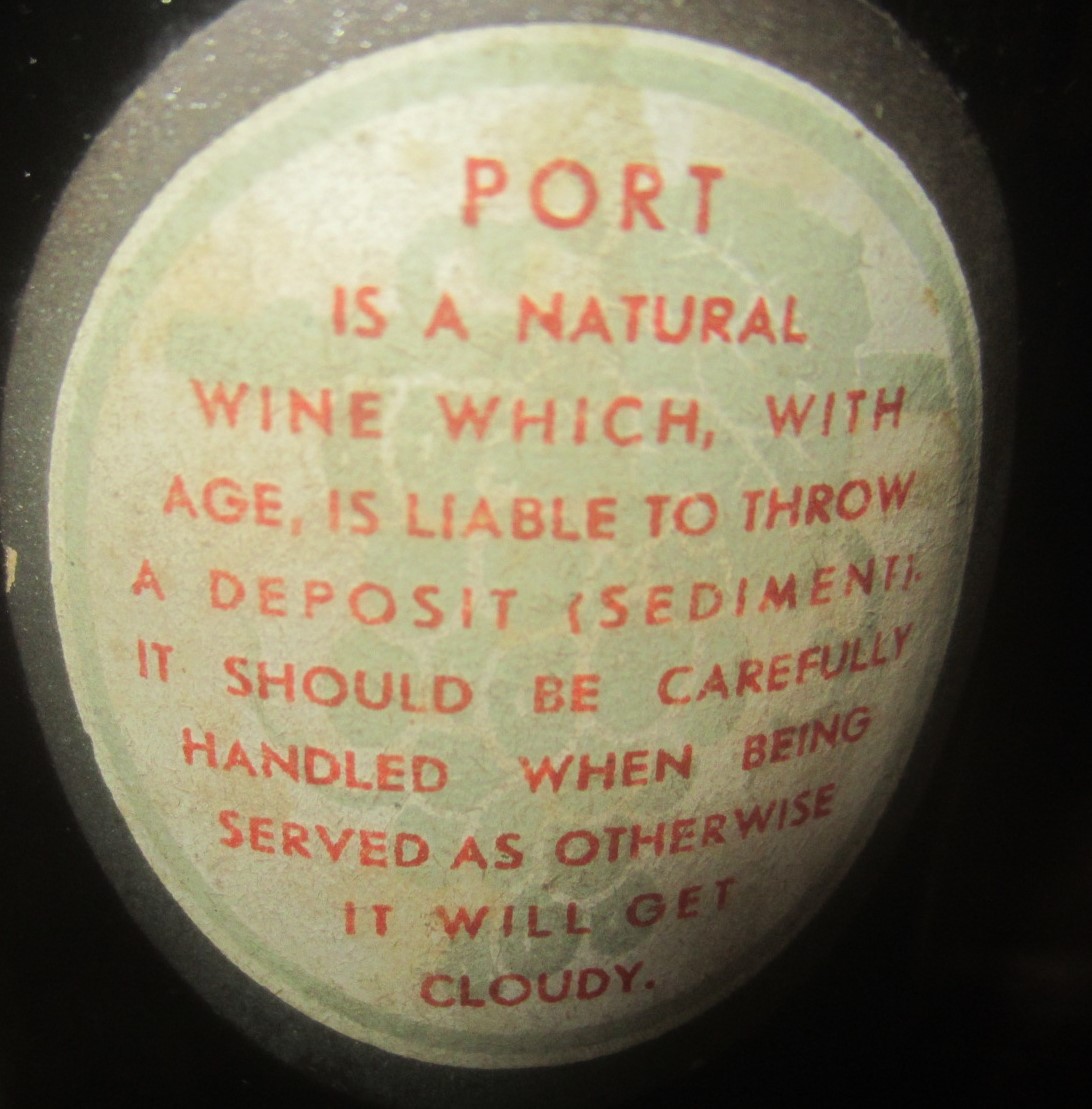 PORT
IS A NATURAL
WINE WHICH, WITH
AGE, IS LIABLE TO THROW
A DEPOSIT (SEDIMENT).
IT SHOULD BE CAREFULLY
HANDLED WHEN BEING
SERVED AS OTHERWISE
IT WILL GET
CLOUDY.